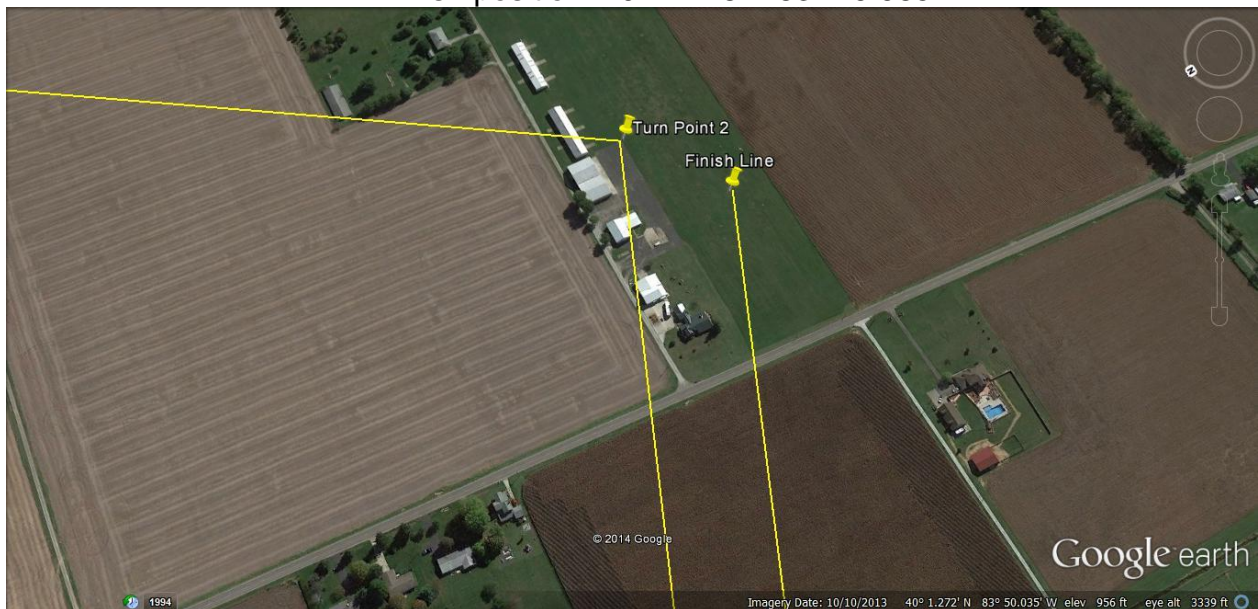 Turn Point 2
Finish Line
N
© 2014 Google
Google earth
1994
Imagery Date: 10/10/2013 40° 1.272' N 83° 50.035' W elev 956 ft eye alt 3339 ft